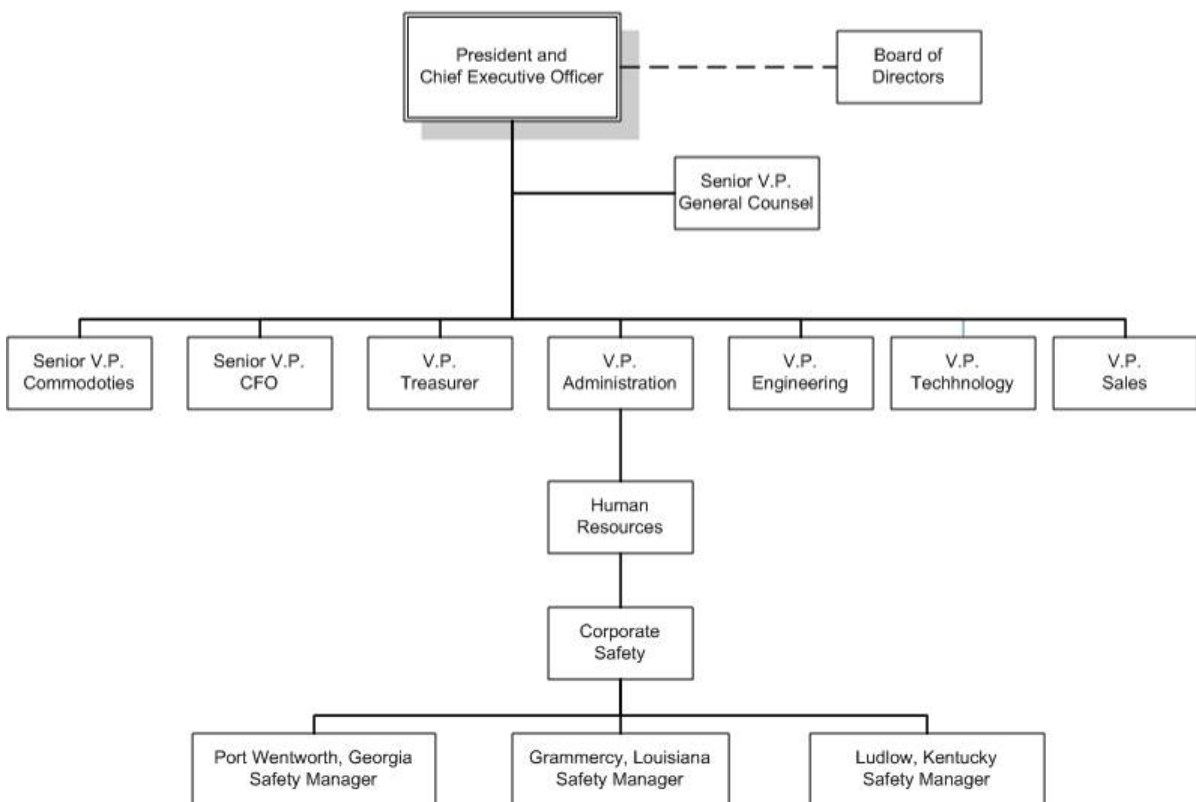 President and
Chief Executive Officer
Board of
Directors
Senior V.P.
General Counsel
Senior V.P.
Commodoties
Senior V.P.
CFO
V.P.
Treasurer
V.P.
Administration
V.P.
Engineering
V.P.
Techhnology
V.P.
Sales
Human
Resources
Corporate
Safety
Port Wentworth, Georgia
Safety Manager
Grammercy, Louisiana
Safety Manager
Ludlow, Kentucky
Safety Manager